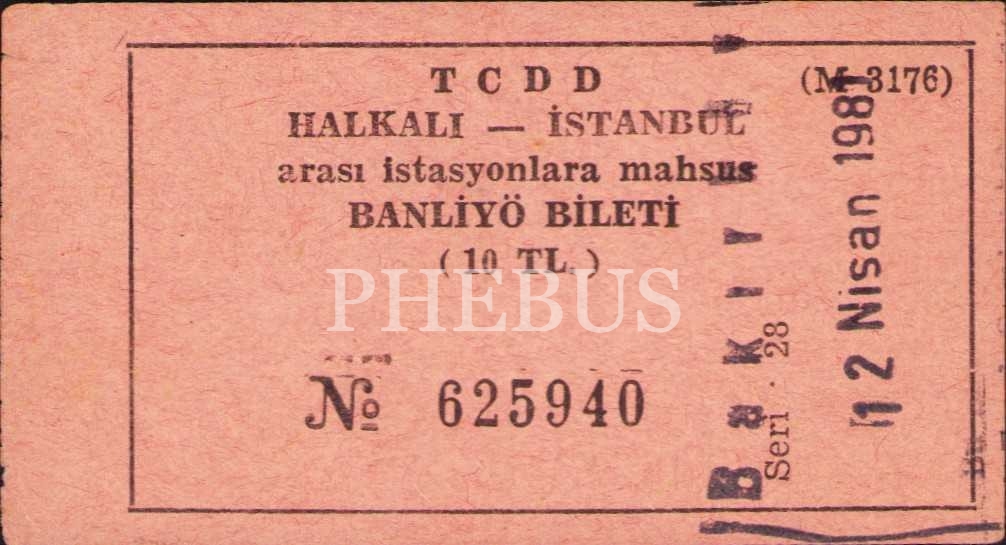 T C D D
(M 3176)
HALKALI — İSTANBUL
arası istasyonlara mahsus
BANLİYÖ BİLETİ
(10 TL.)
PHEBUS
№ 625940
Seri . 28
12 Nisan 1981